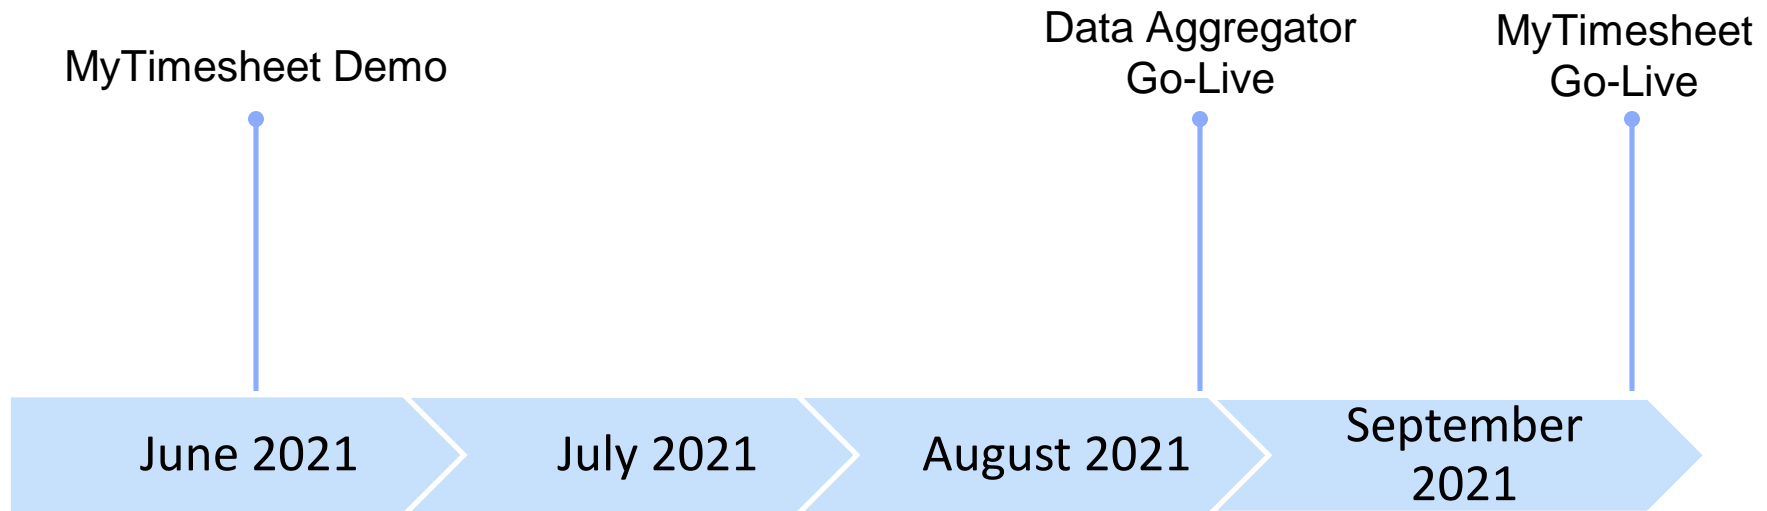 MyTimesheet Demo
Data Aggregator
Go-Live
MyTimesheet
Go-Live
June 2021
July 2021
August 2021
September
2021